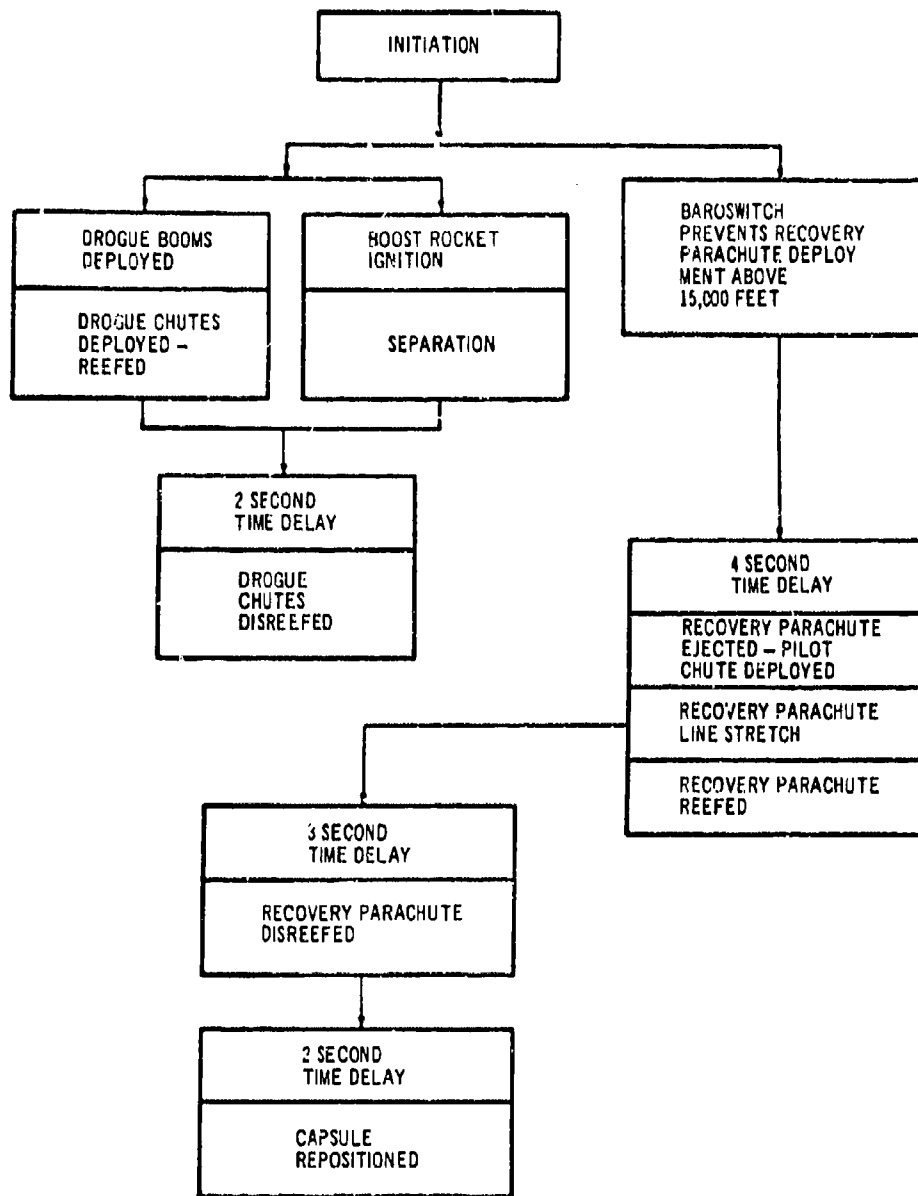 INITIATION
DROGUE BOOMS
DEPLOYED
DROGUE CHUTES
DEPLOYED –
REEFED
BOOST ROCKET
IGNITION
SEPARATION
BAROSWITCH
PREVENTS RECOVERY
PARACHUTE DEPLOY
MENT ABOVE
15,000 FEET
2 SECOND
TIME DELAY
DROGUE
CHUTES
DISREEFED
4 SECOND
TIME DELAY
RECOVERY PARACHUTE
EJECTED – PILOT
CHUTE DEPLOYED
RECOVERY PARACHUTE
LINE STRETCH
RECOVERY PARACHUTE
REEFED
3 SECOND
TIME DELAY
RECOVERY PARACHUTE
DISREEFED
2 SECOND
TIME DELAY
CAPSULE
REPOSITIONED